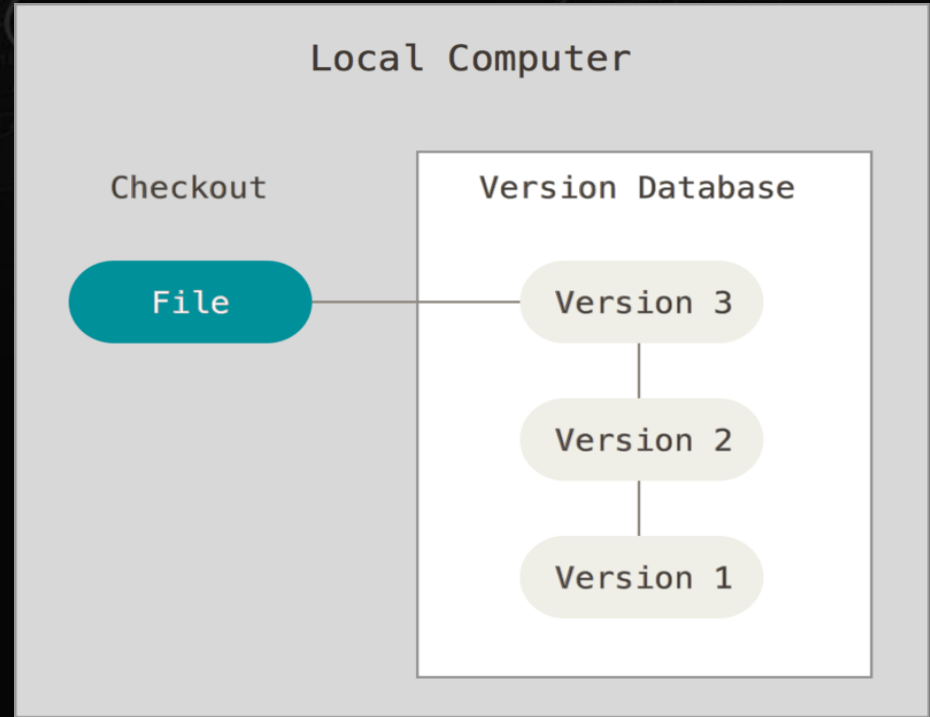 Local Computer
Checkout
Version Database
File
Version 3
Version 2
Version 1